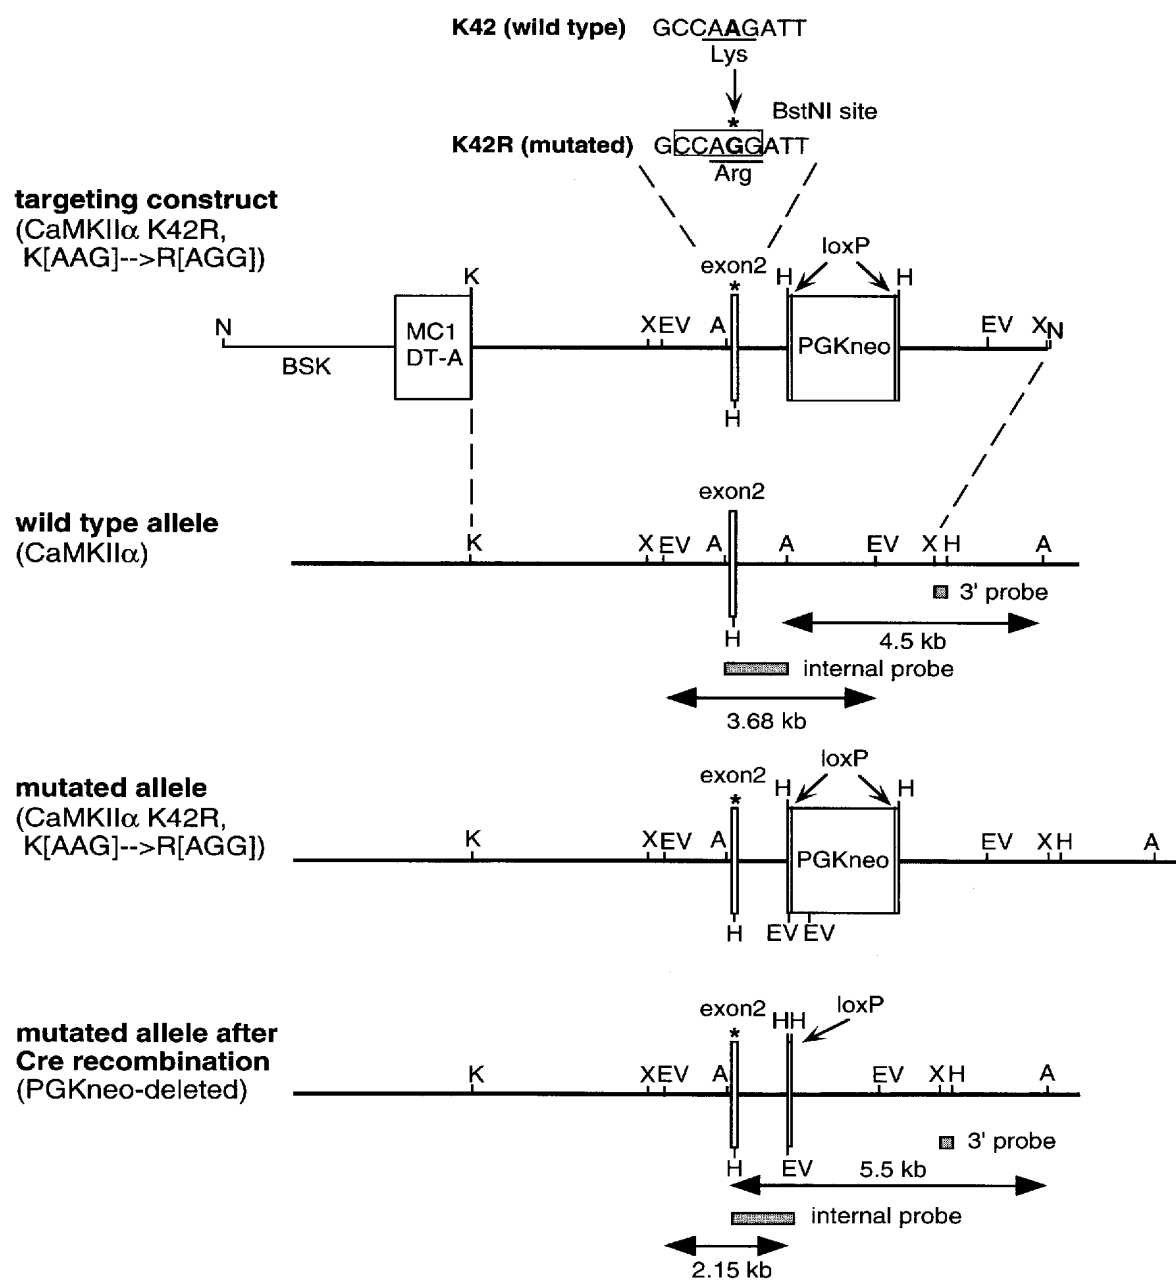 K42 (wild type) GCCAAGATT
Lys
* BstNI site
K42R (mutated) GCCAGGATT
Arg
targeting construct
(CaMKIIα K42R,
K[AAG]-->R[AGG])
loxP
exon2
K * H H
N X EV A EV X N
MC1
DT-A
PGKneo
BSK
H
exon2
wild type allele
(CaMKIIα)
K X EV A A EV X H A
3' probe
H
4.5 kb
internal probe
3.68 kb
loxP
mutated allele
exon2
* H H
(CaMKIIα K42R,
K[AAG]-->R[AGG])
K X EV A EV X H A
PGKneo
H EV EV
loxP
exon2 HH
mutated allele after
*
Cre recombination
(PGKneo-deleted)
K X EV A EV X H A
3' probe
H EV
5.5 kb
internal probe
2.15 kb